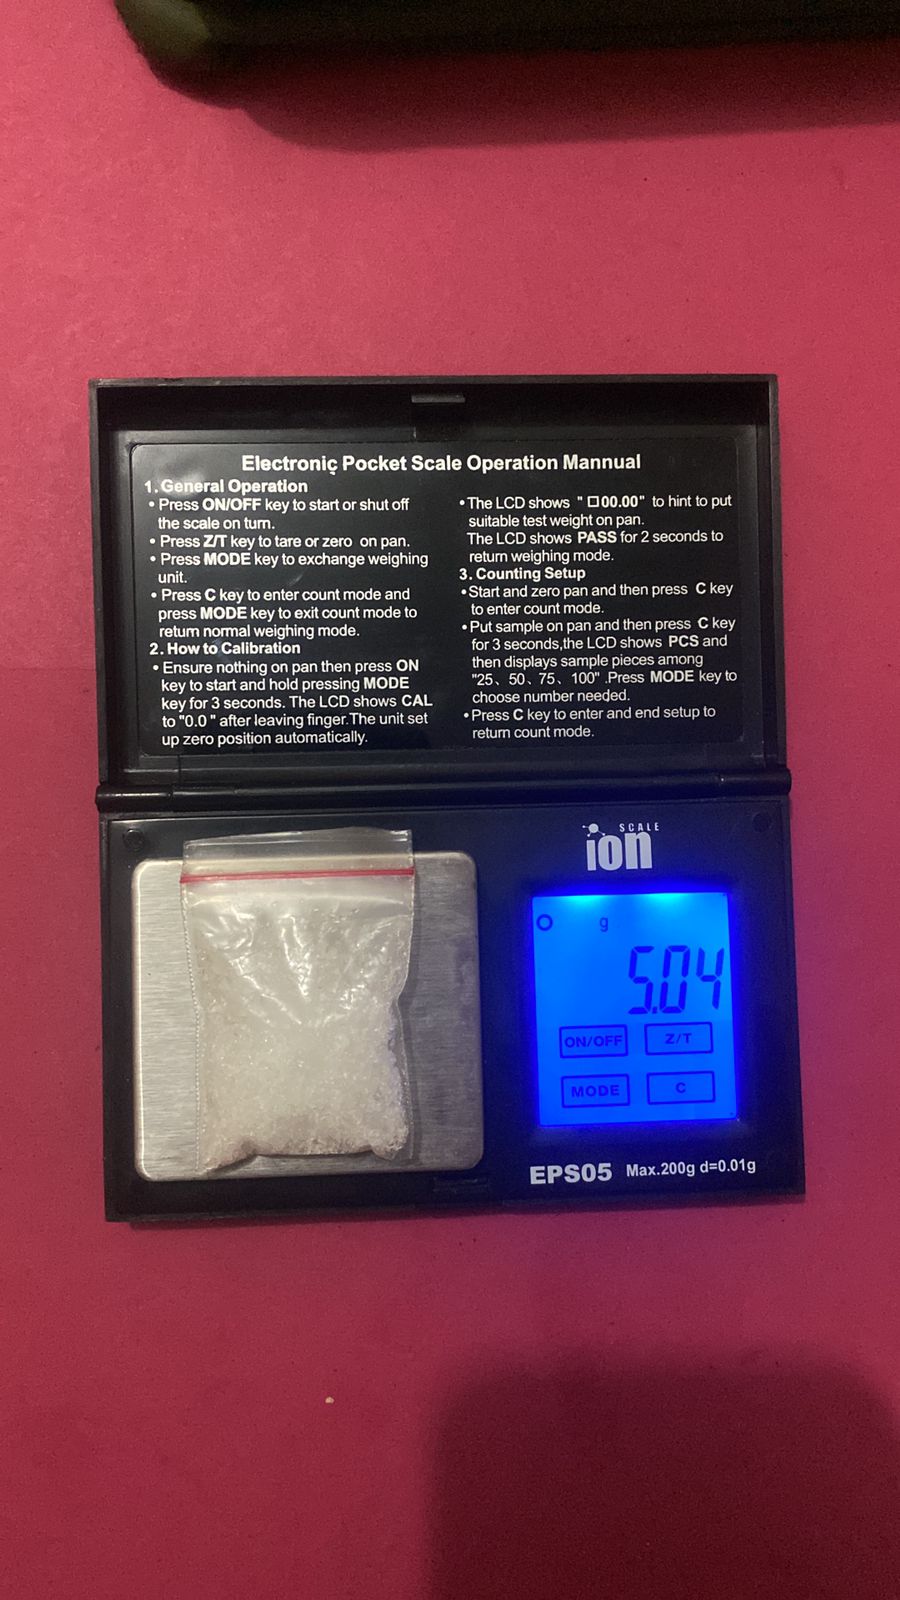 Electronic Pocket Scale Operation Mannual
1. General Operation
• Press ON/OFF key to start or shut off
the scale on turn.
• Press Z/T key to tare or zero on pan.
• Press MODE key to exchange weighing
unit.
• Press C key to enter count mode and
press MODE key to exit count mode to
return normal weighing mode.
2. How to Calibration
• Ensure nothing on pan then press ON
key to start and hold pressing MODE
key for 3 seconds. The LCD shows CAL
to "0.0 " after leaving finger.The unit set
up zero position automatically.
• The LCD shows " □00.00" to hint to put
suitable test weight on pan.
The LCD shows PASS for 2 seconds to
return weighing mode.
3. Counting Setup
• Start and zero pan and then press C key
to enter count mode.
• Put sample on pan and then press C key
for 3 seconds,the LCD shows PCS and
then displays sample pieces among
"25、50、75、100" .Press MODE key to
choose number needed.
• Press C key to enter and end setup to
return count mode.
SCALE
ion
g
5.04
ON/OFF Z/T
MODE C
EPS05 Max.200g d=0.01g